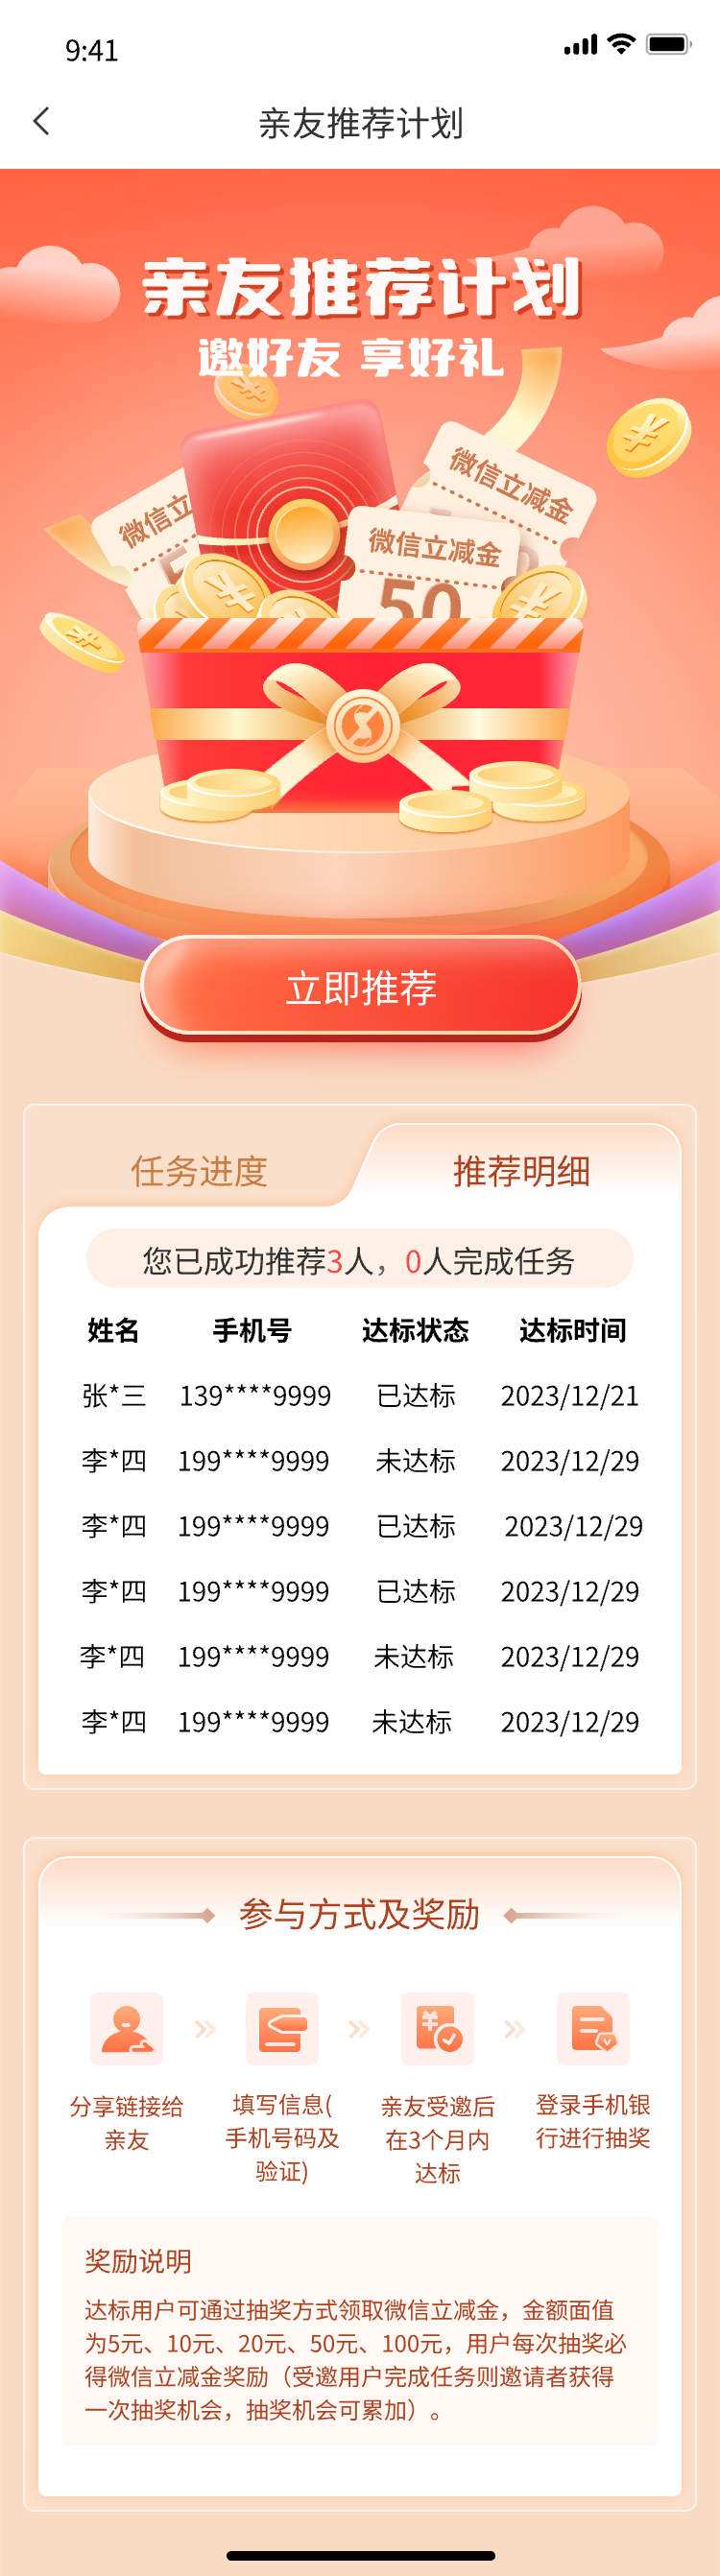 9:41
亲友推荐计划
亲友推荐计划
邀好友 享好礼
微信立减金
微信立
微信立减金
50
立即推荐
任务进度 推荐明细
您已成功推荐3人，0人完成任务
姓名 手机号 达标状态 达标时间
张*三 139****9999 已达标 2023/12/21
李*四 199****9999 未达标 2023/12/29
李*四 199****9999 已达标 2023/12/29
李*四 199****9999 已达标 2023/12/29
李*四 199****9999 未达标 2023/12/29
李*四 199****9999 未达标 2023/12/29
参与方式及奖励
分享链接给
亲友
填写信息(
手机号码及
验证)
亲友受邀后
在3个月内
达标
登录手机银
行进行抽奖
奖励说明
达标用户可通过抽奖方式领取微信立减金，金额面值
为5元、10元、20元、50元、100元，用户每次抽奖必
得微信立减金奖励（受邀用户完成任务则邀请者获得
一次抽奖机会，抽奖机会可累加）。